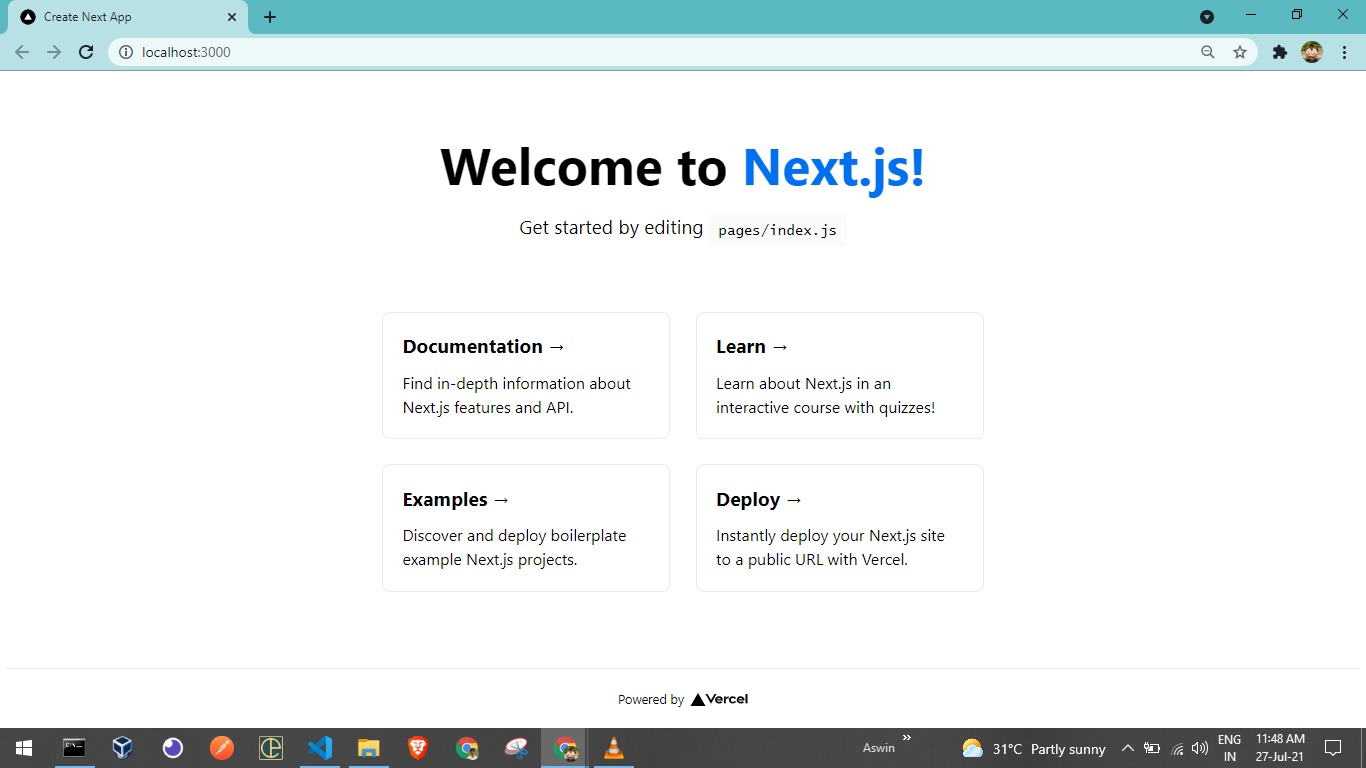 Create Next App
localhost:3000
Welcome to Next.js!
Get started by editing pages/index.js
Documentation →
Find in-depth information about
Next.js features and API.
Learn →
Learn about Next.js in an
interactive course with quizzes!
Examples →
Discover and deploy boilerplate
example Next.js projects.
Deploy →
Instantly deploy your Next.js site
to a public URL with Vercel.
Powered by ▲Vercel
Aswin
31°C Partly sunny
ENG
IN
11:48 AM
27-Jul-21